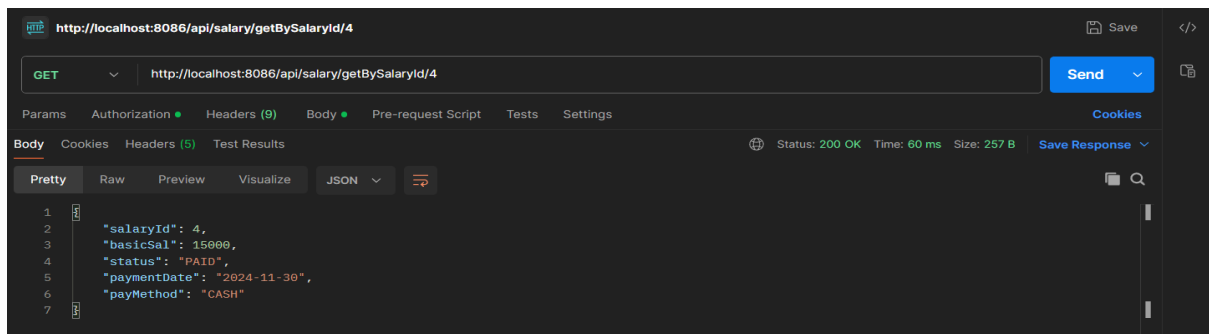 HTTP http://localhost:8086/api/salary/getBySalaryId/4 Save </>
GET http://localhost:8086/api/salary/getBySalaryId/4 Send
Params Authorization Headers (9) Body Pre-request Script Tests Settings Cookies
Body Cookies Headers (5) Test Results Status: 200 OK Time: 60 ms Size: 257 B Save Response
Pretty Raw Preview Visualize JSON
1 {
2 "salaryId": 4,
3 "basicSal": 15000,
4 "status": "PAID",
5 "paymentDate": "2024-11-30",
6 "payMethod": "CASH"
7 }